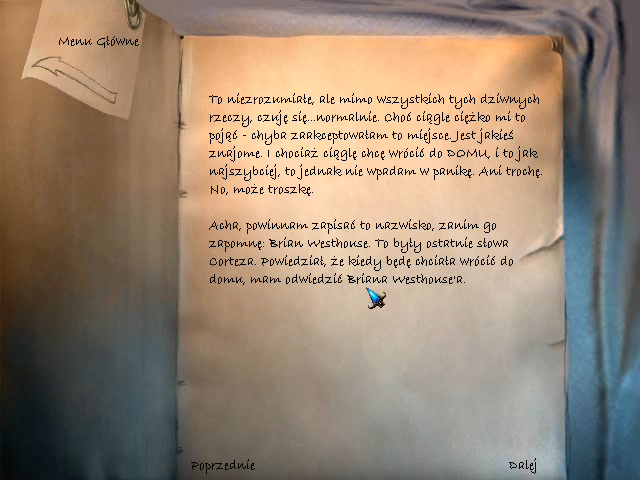 Menu Główne
To niezrozumiałe, ale mimo wszystkich tych dziwnych
rzeczy, czuję się...normalnie. Choć ciągle ciężko mi to
pojąć - chyba zaakceptowałam to miejsce. Jest jakieś
znajome. I chociaż ciągle chcę wrócić do DOMU, i to jak
najszybciej, to jednak nie wpadam w panikę. Ani trochę.
No, może troszkę.
Acha, powinnam zapisać to nazwisko, zanim go
zapomnę: Brian Westhouse. To były ostatnie słowa
Corteza. Powiedział, że kiedy będę chciała wrócić do
domu, mam odwiedzić Briana Westhouse'a.
Poprzednie
Dalej